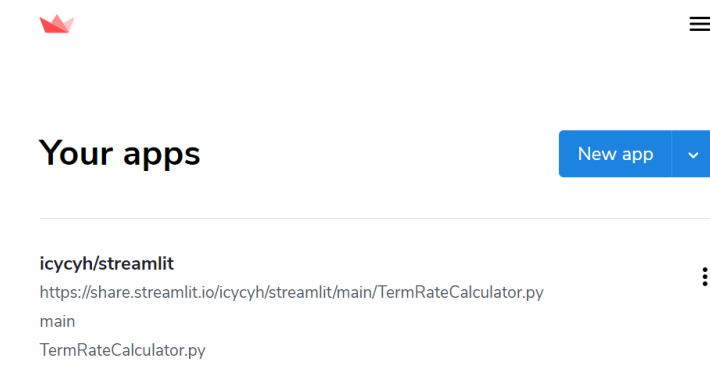 Your apps
New app
icycyh/streamlit
https://share.streamlit.io/icycyh/streamlit/main/TermRateCalculator.py
main
TermRateCalculator.py